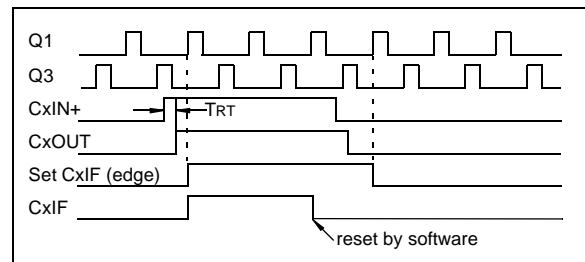 Q1
Q3
CxIN+
TRT
CxOUT
Set CxIF (edge)
CxIF
reset by software